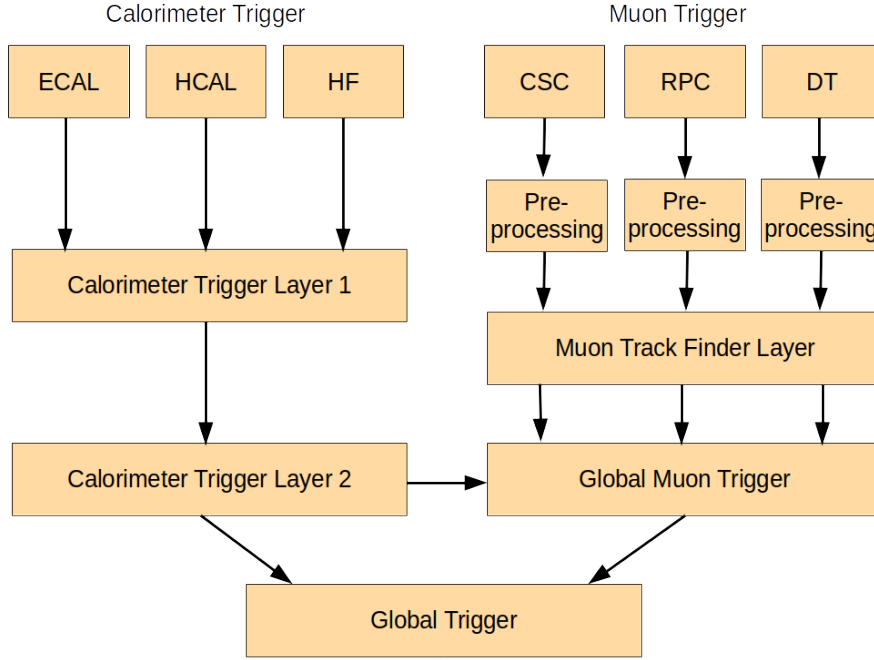 Calorimeter Trigger
Muon Trigger
ECAL
HCAL
HF
CSC
RPC
DT
Pre-
processing
Pre-
processing
Pre-
processing
Calorimeter Trigger Layer 1
Muon Track Finder Layer
Calorimeter Trigger Layer 2
Global Muon Trigger
Global Trigger